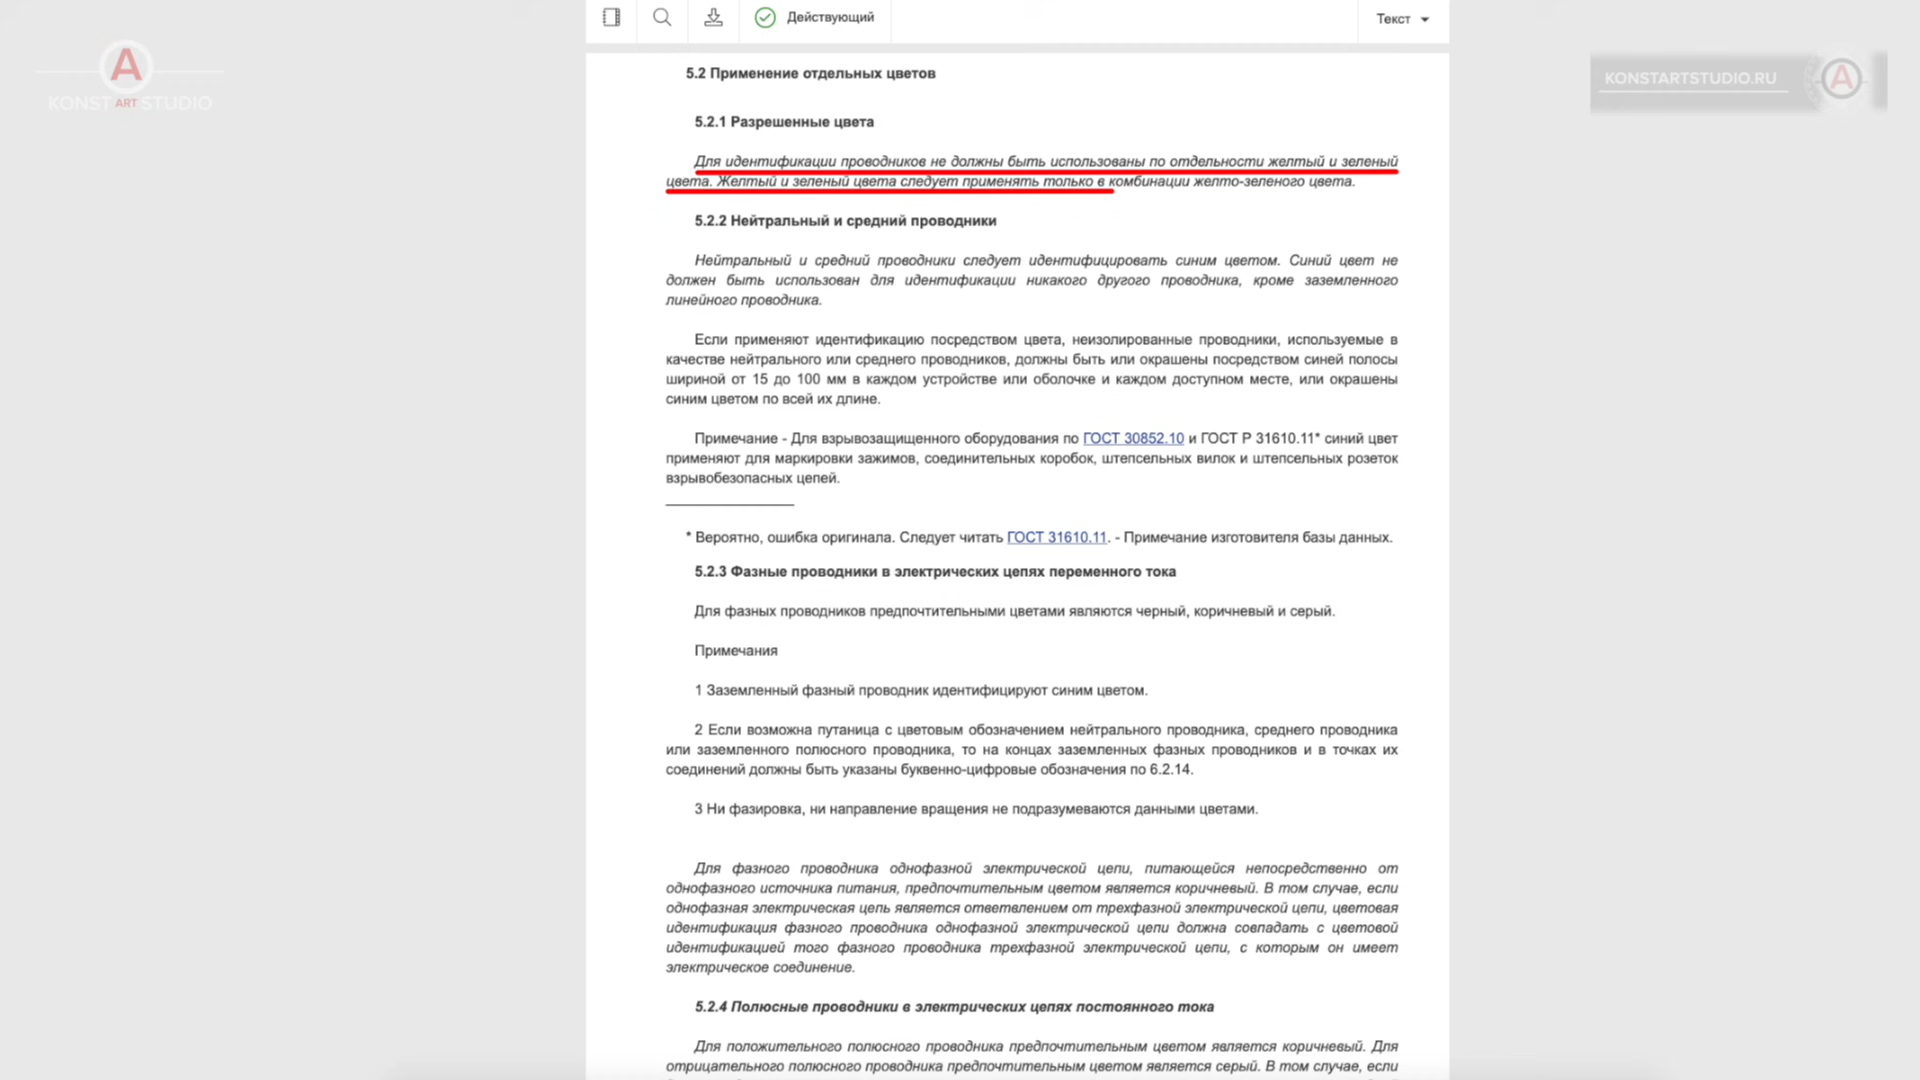 Действующий
Текст
KONSTARTSTUDIO
KONSTARTSTUDIO.RU
5.2 Применение отдельных цветов
5.2.1 Разрешенные цвета
Для идентификации проводников не должны быть использованы по отдельности желтый и зеленый
цвета. Желтый и зеленый цвета следует применять только в комбинации желто-зеленого цвета.
5.2.2 Нейтральный и средний проводники
Нейтральный и средний проводники следует идентифицировать синим цветом. Синий цвет не
должен быть использован для идентификации никакого другого проводника, кроме заземленного
линейного проводника.
Если применяют идентификацию посредством цвета, неизолированные проводники, используемые в
качестве нейтрального или среднего проводников, должны быть или окрашены посредством синей полосы
шириной от 15 до 100 мм в каждом устройстве или оболочке и каждом доступном месте, или окрашены
синим цветом по всей их длине.
Примечание - Для взрывозащищенного оборудования по ГОСТ 30852.10 и ГОСТ Р 31610.11* синий цвет
применяют для маркировки зажимов, соединительных коробок, штепсельных вилок и штепсельных розеток
взрывобезопасных цепей.
* Вероятно, ошибка оригинала. Следует читать ГОСТ 31610.11. - Примечание изготовителя базы данных.
5.2.3 Фазные проводники в электрических цепях переменного тока
Для фазных проводников предпочтительными цветами являются черный, коричневый и серый.
Примечания
1 Заземленный фазный проводник идентифицируют синим цветом.
2 Если возможна путаница с цветовым обозначением нейтрального проводника, среднего проводника
или заземленного полюсного проводника, то на концах заземленных фазных проводников и в точках их
соединений должны быть указаны буквенно-цифровые обозначения по 6.2.14.
3 Ни фазировка, ни направление вращения не подразумеваются данными цветами.
Для фазного проводника однофазной электрической цепи, питающейся непосредственно от
однофазного источника питания, предпочтительным цветом является коричневый. В том случае, если
однофазная электрическая цепь является ответвлением от трехфазной электрической цепи, цветовая
идентификация фазного проводника однофазной электрической цепи должна совпадать с цветовой
идентификацией того фазного проводника трехфазной электрической цепи, с которым он имеет
электрическое соединение.
5.2.4 Полюсные проводники в электрических цепях постоянного тока
Для положительного полюсного проводника предпочтительным цветом является коричневый. Для
отрицательного полюсного проводника предпочтительным цветом является серый. В том случае, если